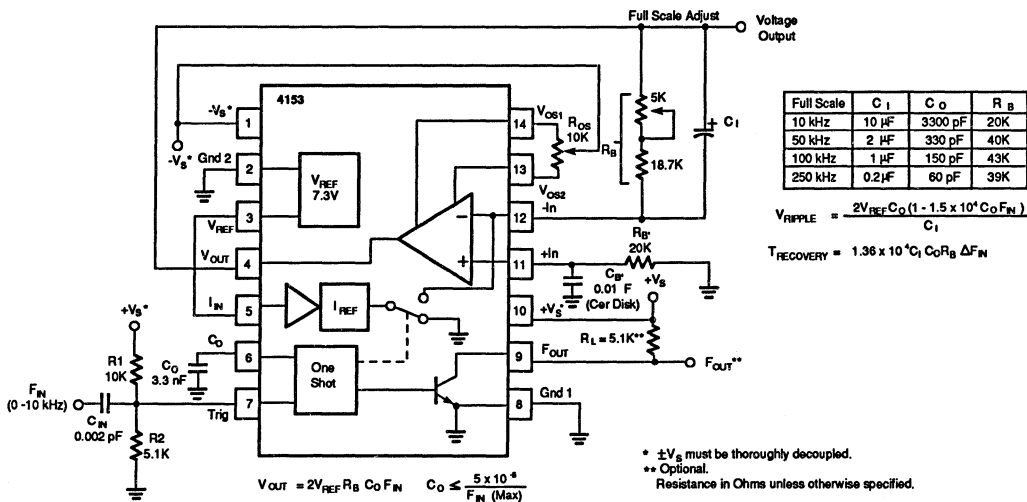 Full Scale Adjust
Voltage
Output
4153
-VS*
1
-VS*
Gnd 2
2
VREF
7.3V
3
VREF
VOUT
4
IIN
5
IREF
+VS*
CO
6
CO
3.3 nF
One
Shot
R1
10K
FIN
(0 -10 kHz)
CIN
0.002 pF
7
Trig
R2
5.1K
14
VOS1
ROS
10K
13
VOS2
RB
5K
18.7K
+
CI
12
-In
−
+
11
+In
RB'
20K
CB'
0.01 F
(Cer Disk)
+VS
10
+VS*
RL = 5.1K**
9
FOUT
FOUT**
8
Gnd 1
Full Scale CI CO RB
10 kHz 10 µF 3300 pF 20K
50 kHz 2 µF 330 pF 40K
100 kHz 1 µF 150 pF 43K
250 kHz 0.2µF 60 pF 39K
VRIPPLE = 2VREF CO (1 - 1.5 x 10⁴ CO FIN) / CI
TRECOVERY = 1.36 x 10⁴CI CORB ΔFIN
VOUT = 2VREF RB CO FIN CO ≤ 5 x 10⁻⁵ / FIN (Max)
* ±VS must be thoroughly decoupled.
** Optional.
Resistance in Ohms unless otherwise specified.